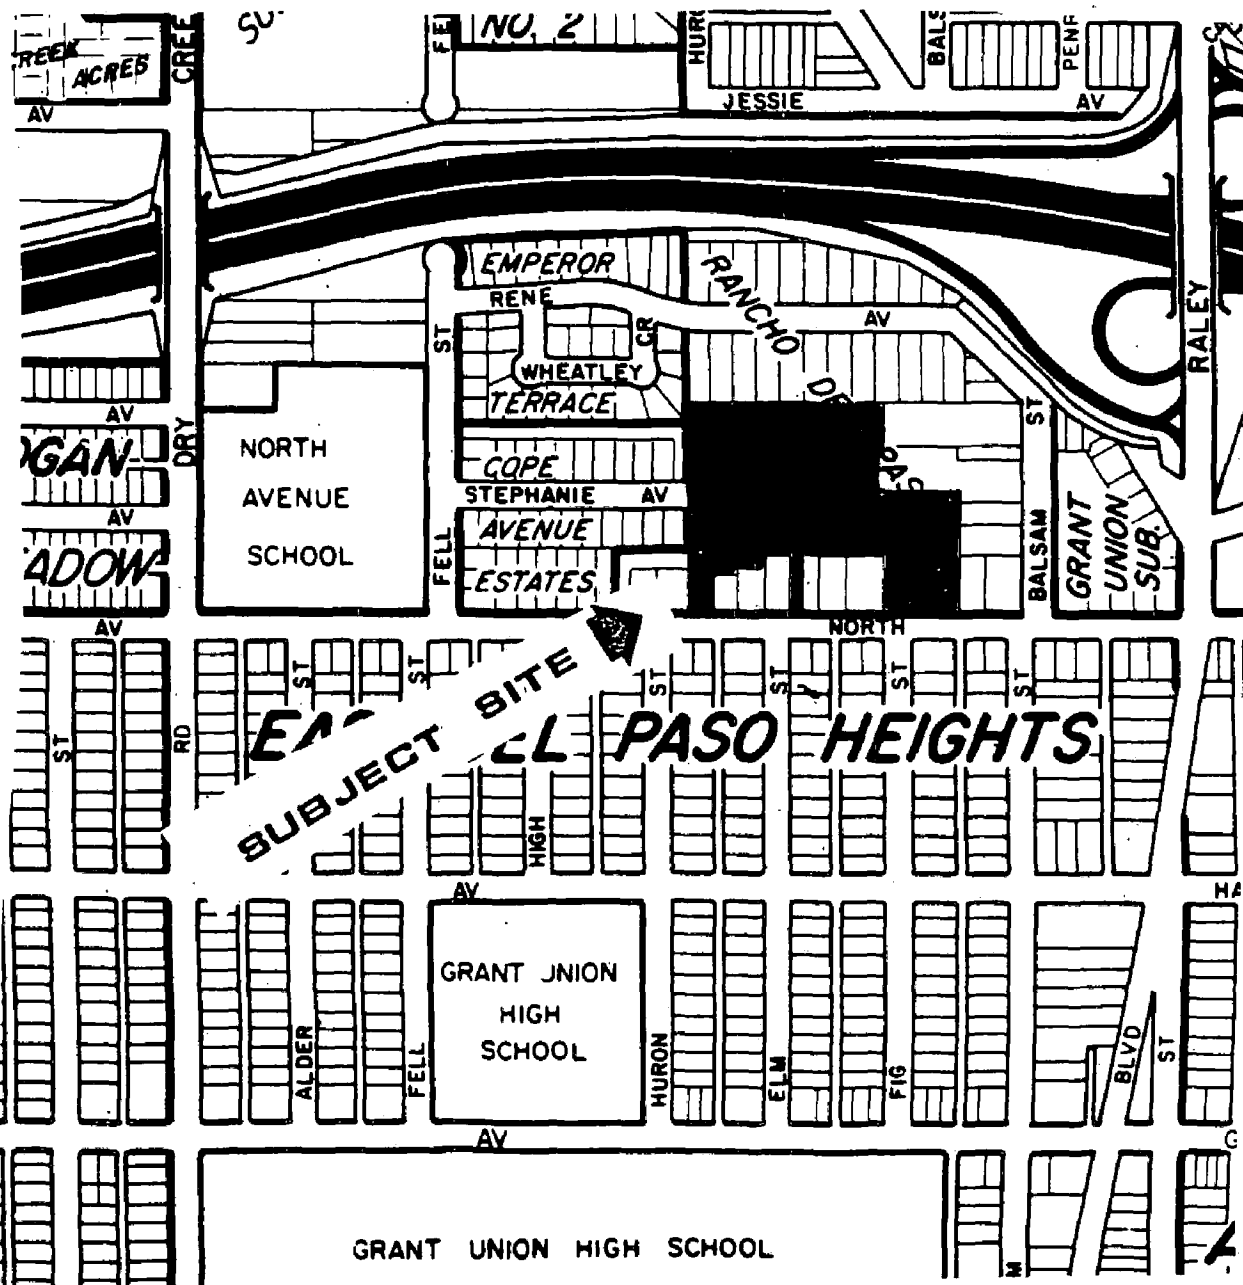 NO. 2
CREEK
ACRES
AV
JESSIE
AV
EMPEROR
RANCHO
RENE
AV
ST
CR
RALEY
WHEATLEY
TERRACE
AV
ST
DRY
NORTH
AVENUE
SCHOOL
COPE
STEPHANIE AV
AVENUE
ESTATES
FELL
AV
BALSAM
GRANT
UNION
SUB.
AV
NORTH
ST
ST
ST
ST
ST
ST
ST
RD
SUBJECT SITE
EL PASO HEIGHTS
HIGH
AV
GRANT UNION
HIGH
SCHOOL
ALDER
FELL
HURON
ELM
FIG
BLVD
ST
AV
GRANT UNION HIGH SCHOOL